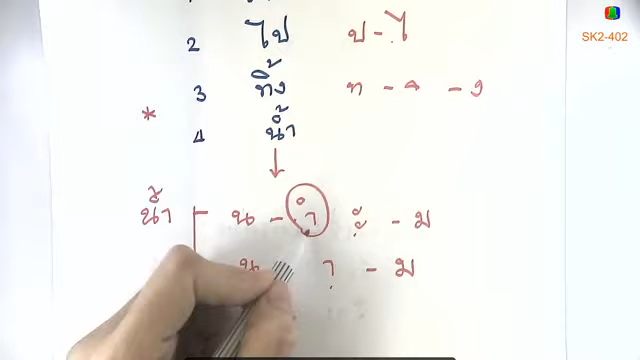 SK2-402
2 ไป ป - ไ
3 ทิ้ง ท - ิ - ง
* 4 น้ำ
น้ำ น - ำ ะ - ม
น า - ม